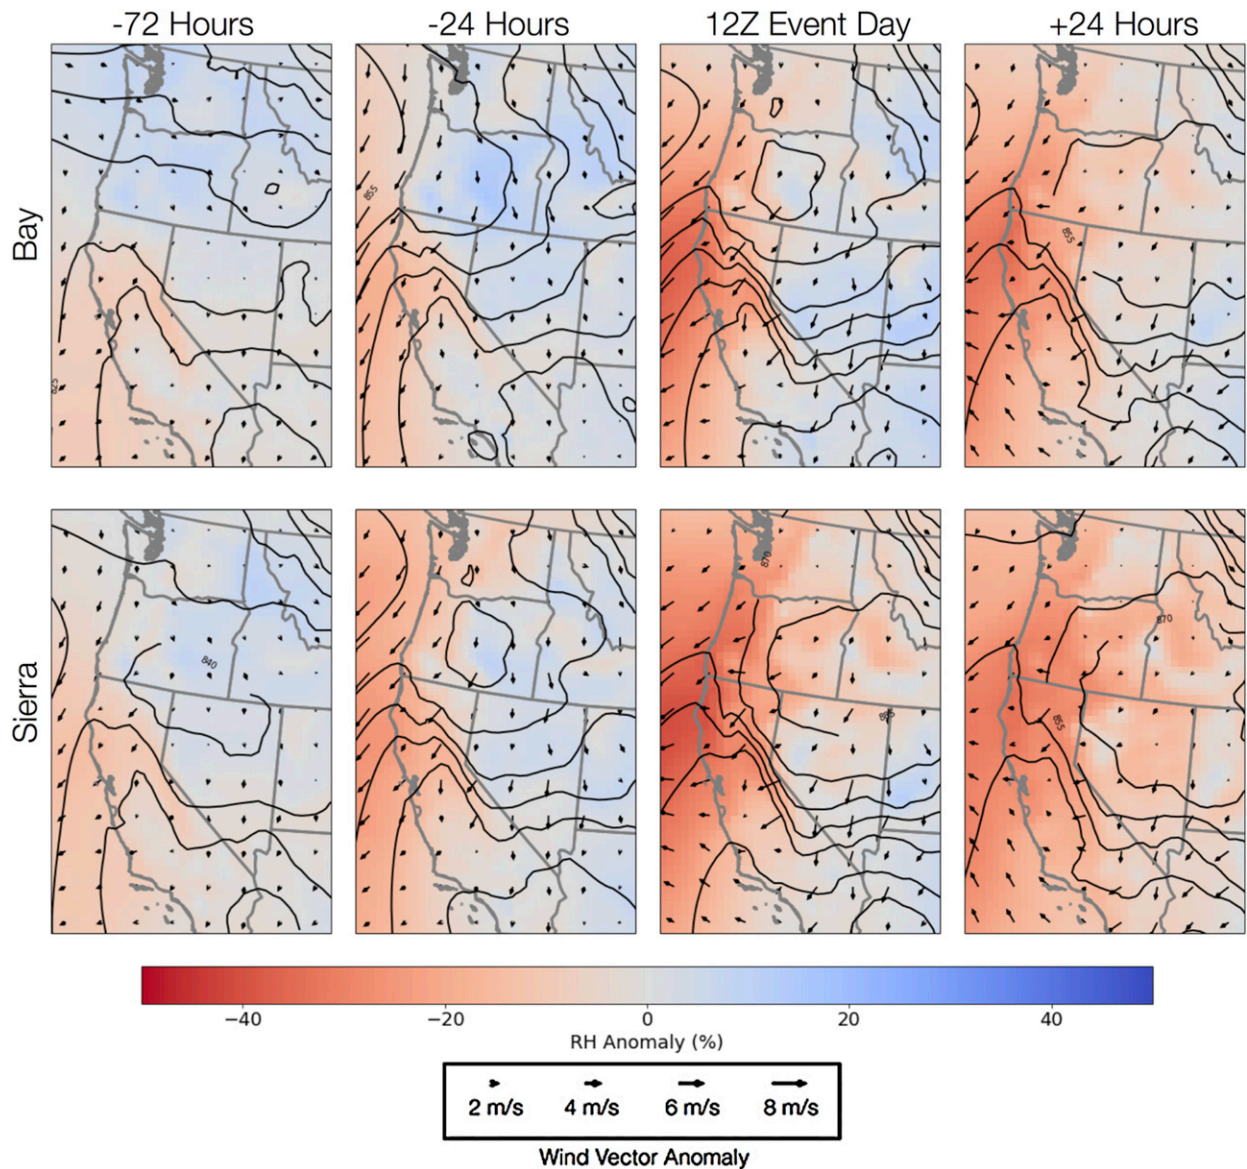 -72 Hours
-24 Hours
12Z Event Day
+24 Hours
Bay
855
855
Sierra
840
870
870
855
−40
−20
0
20
40
RH Anomaly (%)
2 m/s
4 m/s
6 m/s
8 m/s
Wind Vector Anomaly